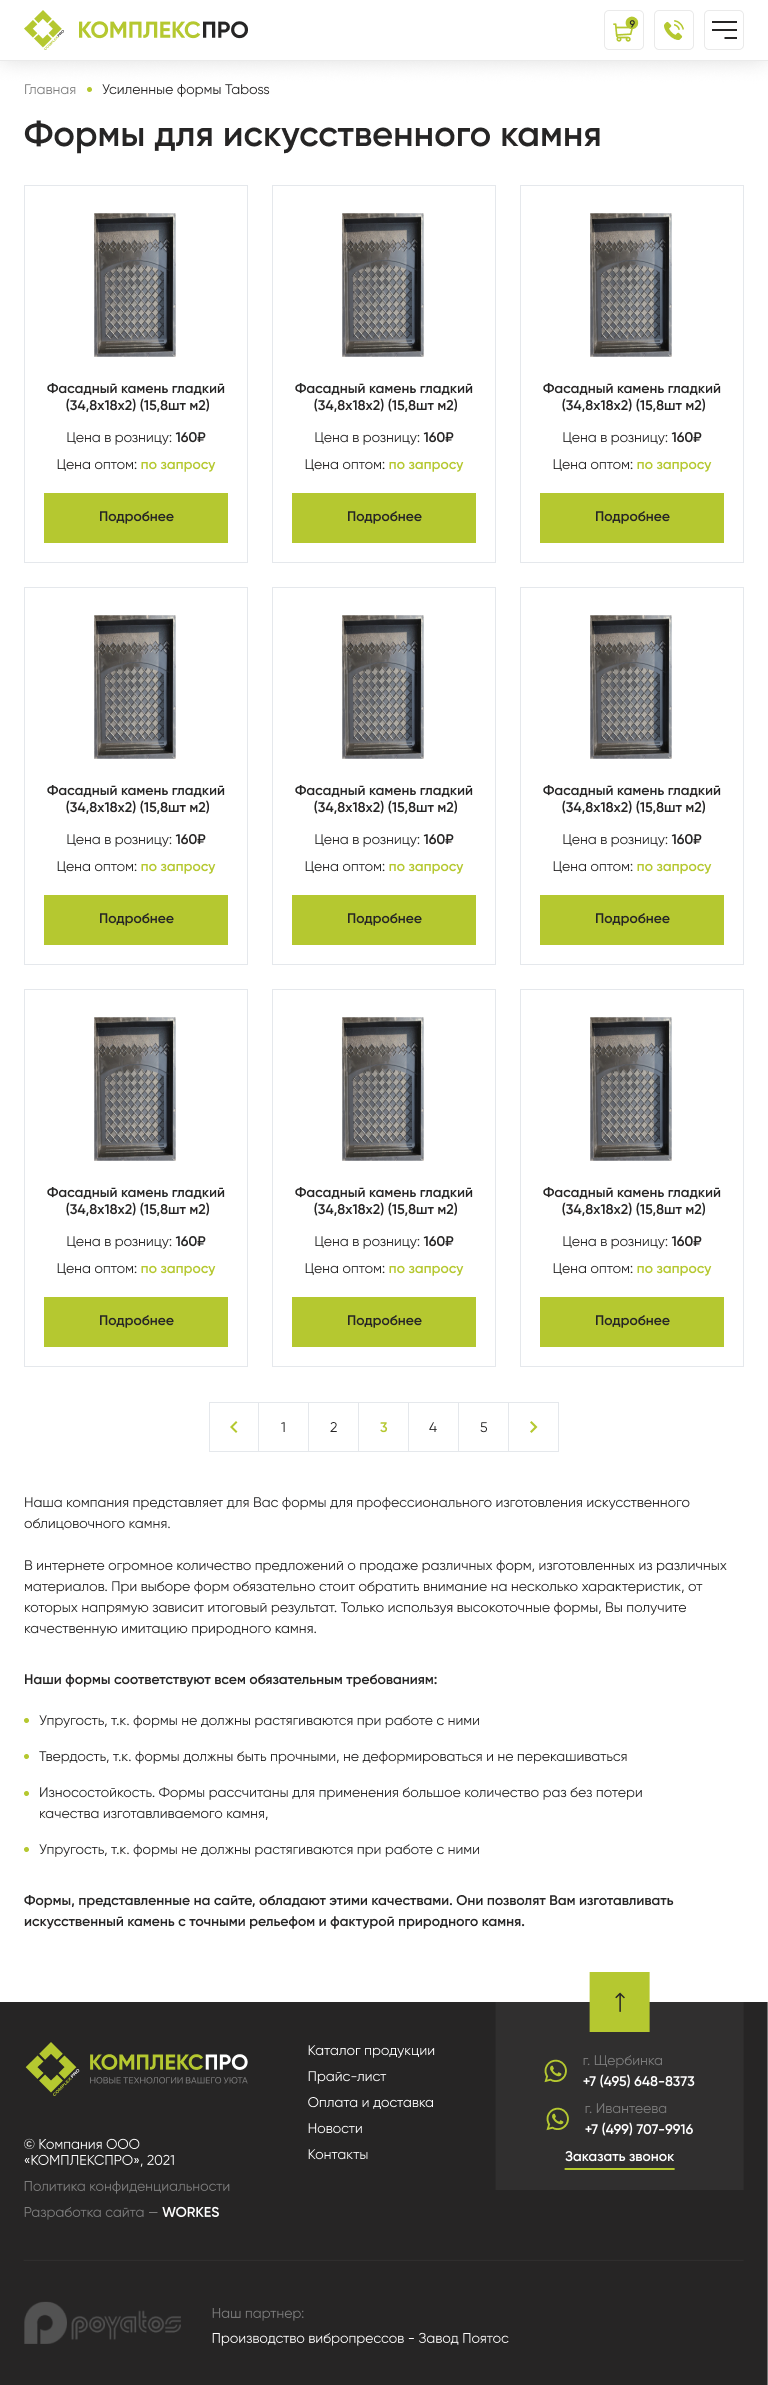 КОМПЛЕКСПРО
9
Главная • Усиленные формы Taboss
Формы для искусственного камня
Фасадный камень гладкий
(34,8х18х2) (15,8шт м2)
Цена в розницу: 160₽
Цена оптом: по запросу
Подробнее
Фасадный камень гладкий
(34,8х18х2) (15,8шт м2)
Цена в розницу: 160₽
Цена оптом: по запросу
Подробнее
Фасадный камень гладкий
(34,8х18х2) (15,8шт м2)
Цена в розницу: 160₽
Цена оптом: по запросу
Подробнее
Фасадный камень гладкий
(34,8х18х2) (15,8шт м2)
Цена в розницу: 160₽
Цена оптом: по запросу
Подробнее
Фасадный камень гладкий
(34,8х18х2) (15,8шт м2)
Цена в розницу: 160₽
Цена оптом: по запросу
Подробнее
Фасадный камень гладкий
(34,8х18х2) (15,8шт м2)
Цена в розницу: 160₽
Цена оптом: по запросу
Подробнее
Фасадный камень гладкий
(34,8х18х2) (15,8шт м2)
Цена в розницу: 160₽
Цена оптом: по запросу
Подробнее
Фасадный камень гладкий
(34,8х18х2) (15,8шт м2)
Цена в розницу: 160₽
Цена оптом: по запросу
Подробнее
Фасадный камень гладкий
(34,8х18х2) (15,8шт м2)
Цена в розницу: 160₽
Цена оптом: по запросу
Подробнее
1 2 3 4 5
Наша компания представляет для Вас формы для профессионального изготовления искусственного
облицовочного камня.
В интернете огромное количество предложений о продаже различных форм, изготовленных из различных
материалов. При выборе форм обязательно стоит обратить внимание на несколько характеристик, от
которых напрямую зависит итоговый результат. Только используя высокоточные формы, Вы получите
качественную имитацию природного камня.
Наши формы соответствуют всем обязательным требованиям:
• Упругость, т.к. формы не должны растягиваются при работе с ними
• Твердость, т.к. формы должны быть прочными, не деформироваться и не перекашиваться
• Износостойкость. Формы рассчитаны для применения большое количество раз без потери
качества изготавливаемого камня,
• Упругость, т.к. формы не должны растягиваются при работе с ними
Формы, представленные на сайте, обладают этими качествами. Они позволят Вам изготавливать
искусственный камень с точными рельефом и фактурой природного камня.
↑
КОМПЛЕКСПРО
НОВЫЕ ТЕХНОЛОГИИ ВАШЕГО УЮТА
© Компания ООО
«КОМПЛЕКСПРО», 2021
Политика конфиденциальности
Разработка сайта — WORKES
Каталог продукции
Прайс-лист
Оплата и доставка
Новости
Контакты
г. Щербинка
+7 (495) 648-8373
г. Ивантеева
+7 (499) 707-9916
Заказать звонок
poyatos
Наш партнер:
Производство вибропрессов - Завод Поятос